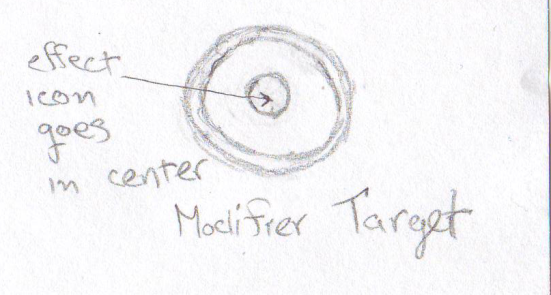 effect
icon
goes
in center
Modifier Target